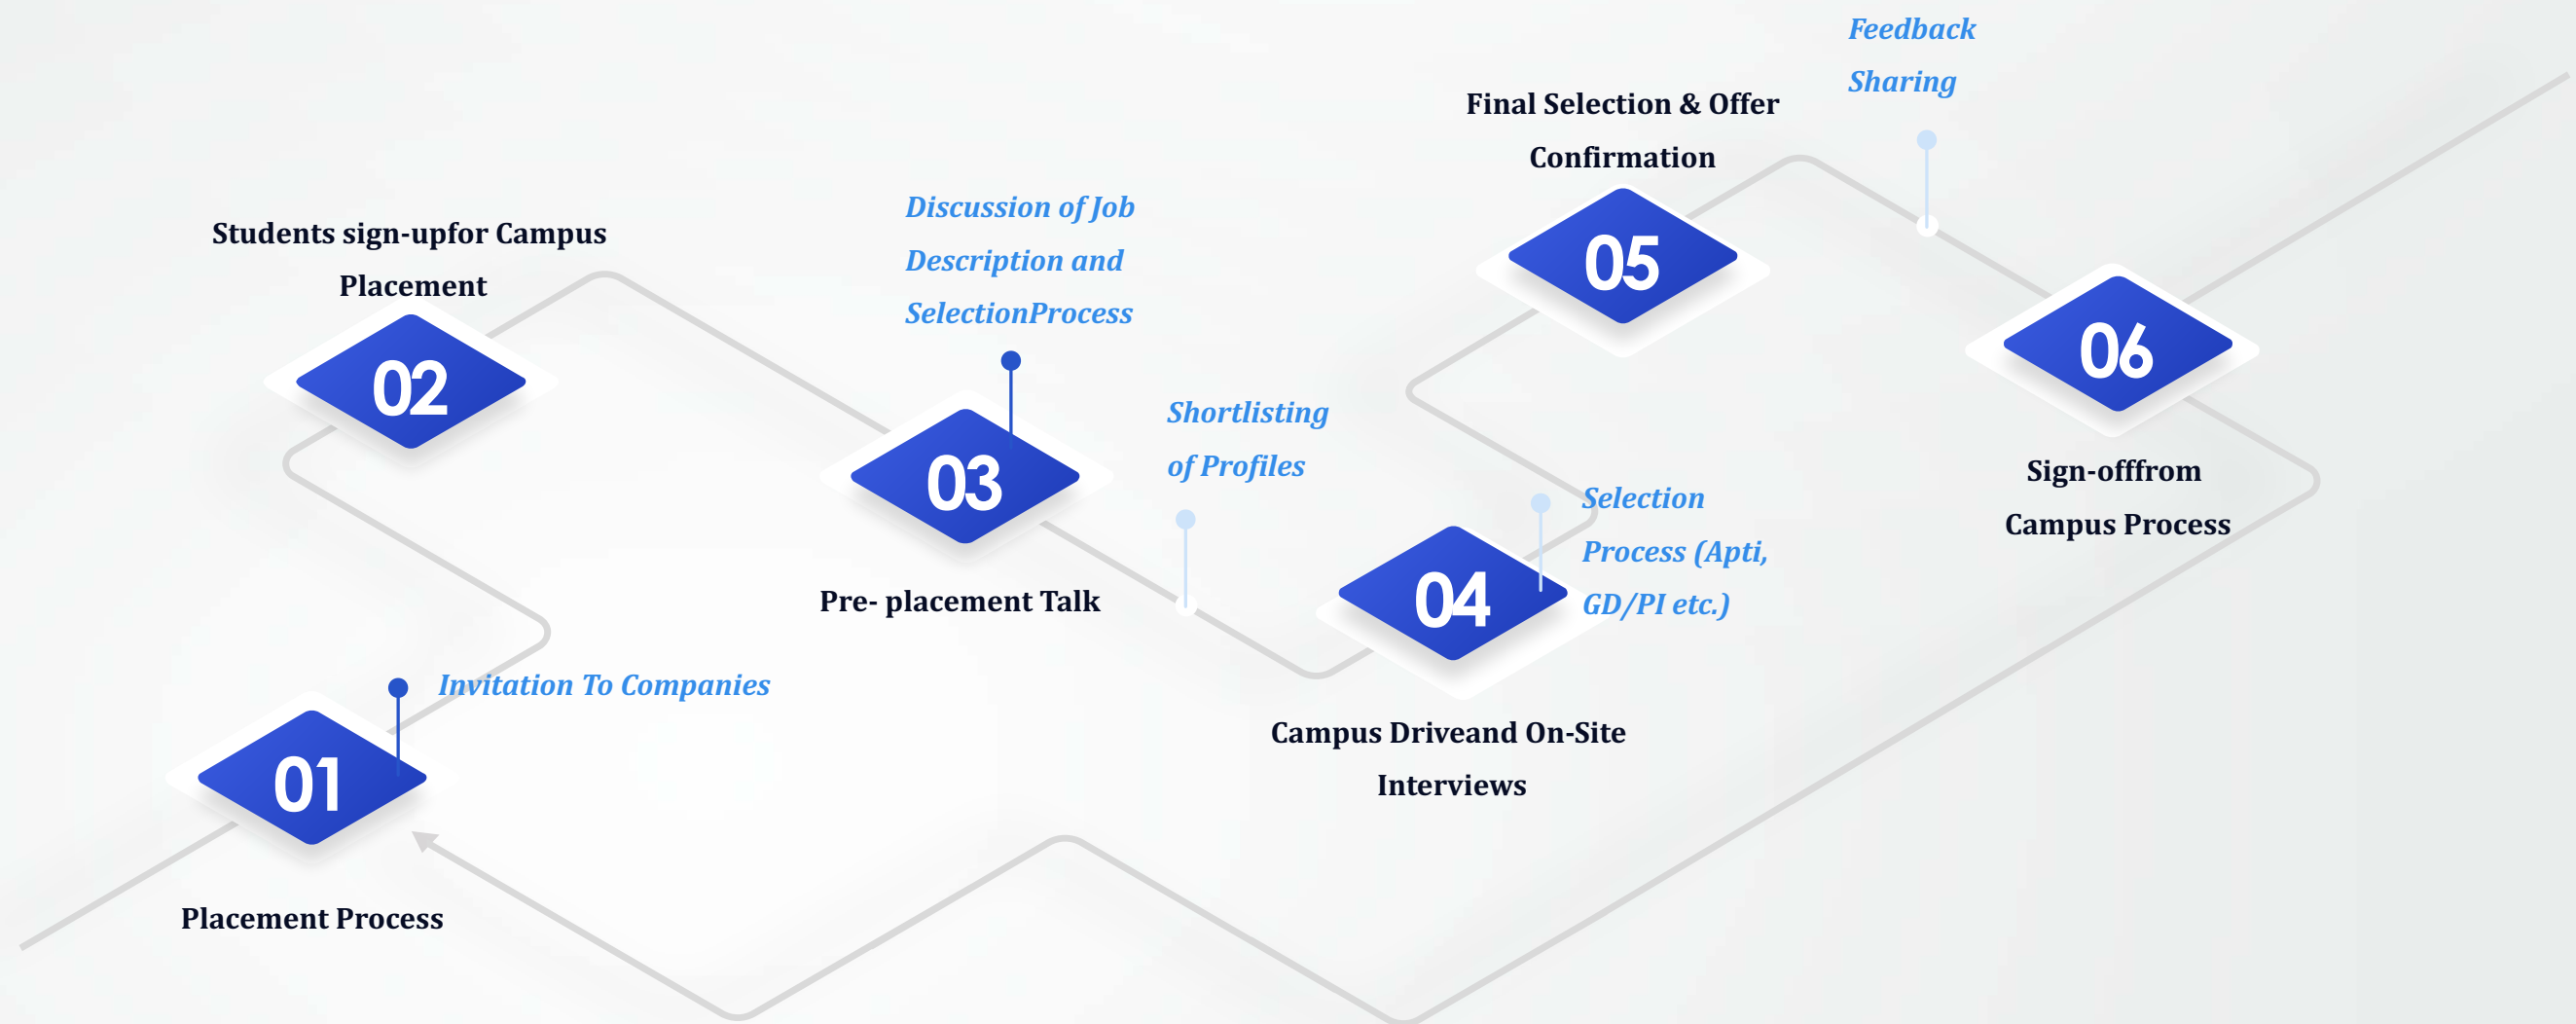 01
Invitation To Companies
Placement Process
Students sign-upfor Campus
Placement
02
Discussion of Job
Description and
SelectionProcess
03
Pre- placement Talk
Shortlisting
of Profiles
04
Selection
Process (Apti,
GD/PI etc.)
Campus Driveand On-Site
Interviews
Final Selection & Offer
Confirmation
05
Feedback
Sharing
06
Sign-offfrom
Campus Process